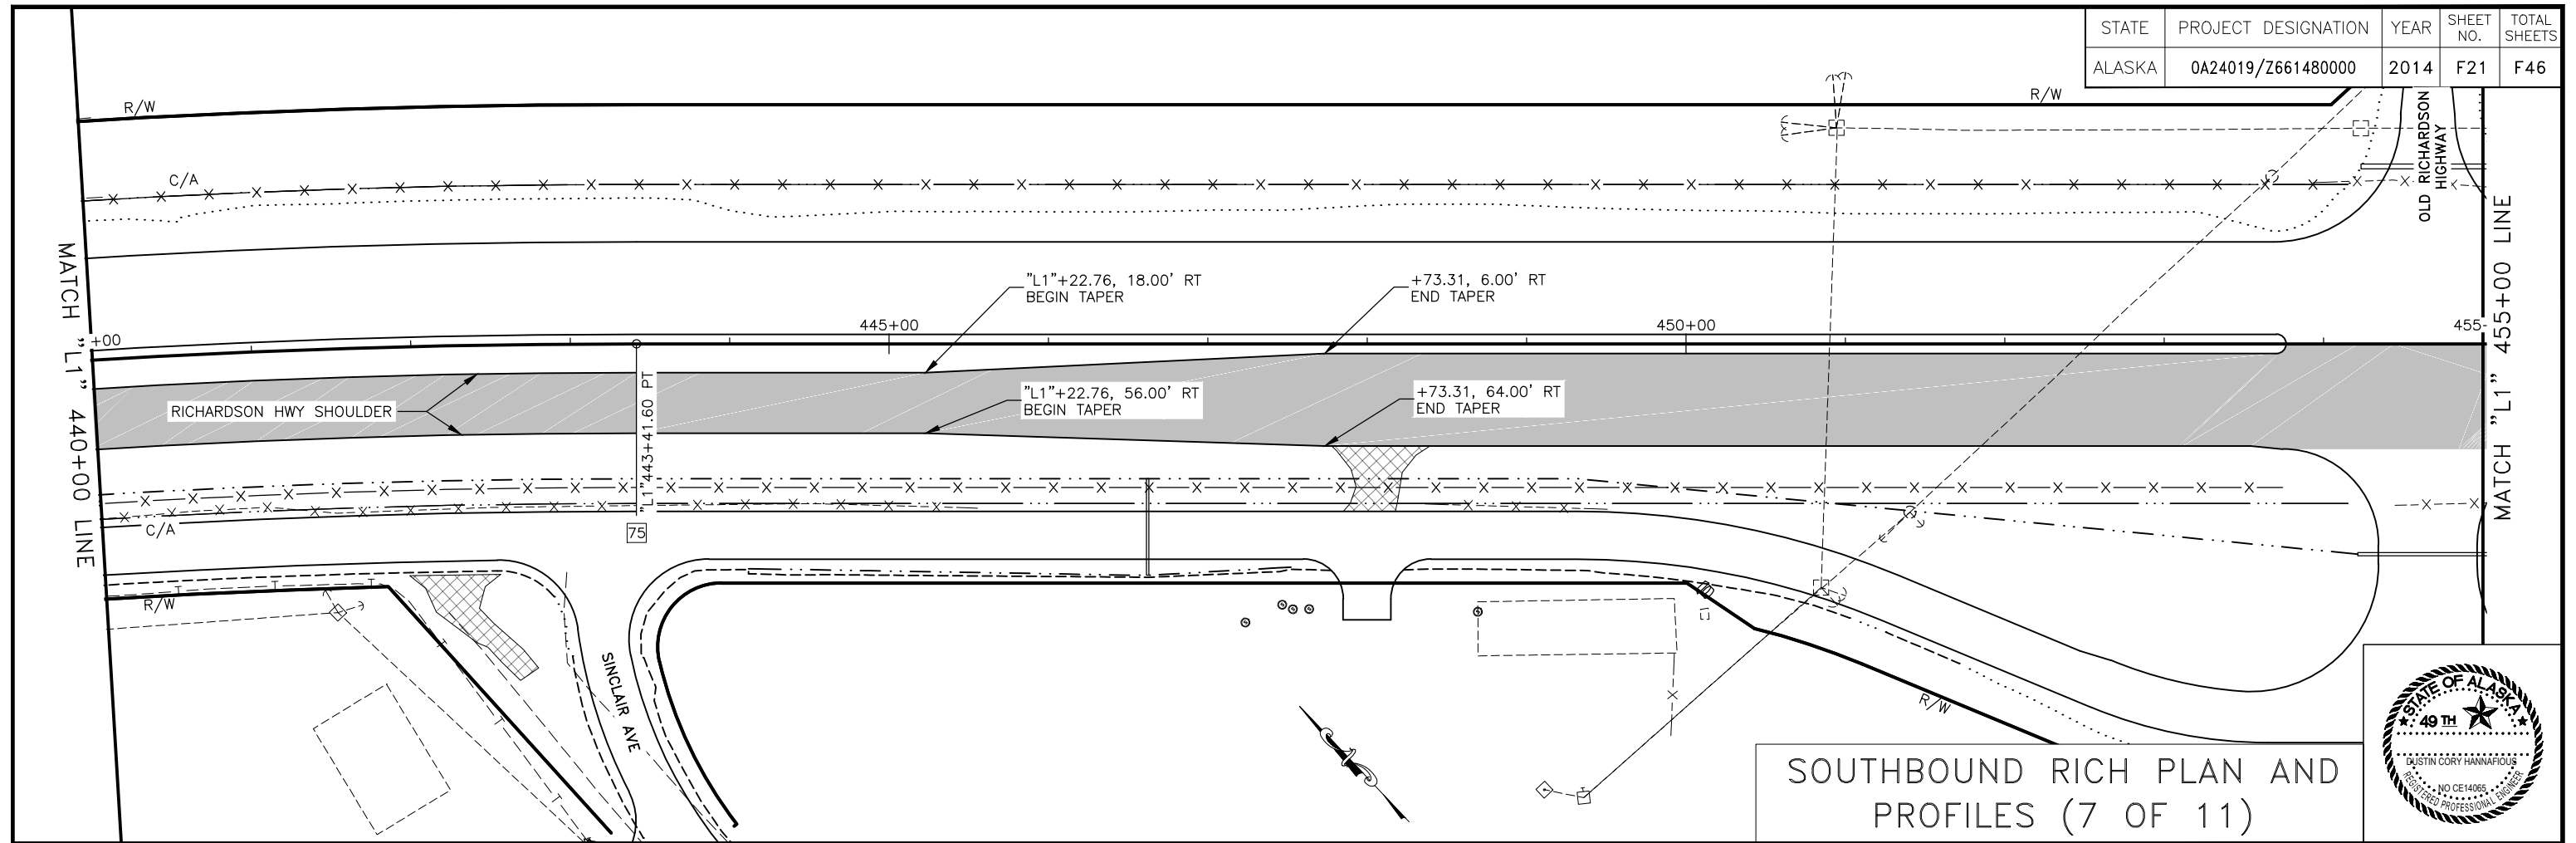 STATE
PROJECT DESIGNATION
YEAR
SHEET
NO.
TOTAL
SHEETS
ALASKA
0A24019/Z661480000
2014
F21
F46
R/W
R/W
C/A
OLD RICHARDSON
HIGHWAY
MATCH "L1" 440+00 LINE
MATCH "L1" 455+00 LINE
"L1"+22.76, 18.00' RT
BEGIN TAPER
+73.31, 6.00' RT
END TAPER
+00
445+00
450+00
455-
RICHARDSON HWY SHOULDER
"L1"443+41.60 PT
"L1"+22.76, 56.00' RT
BEGIN TAPER
+73.31, 64.00' RT
END TAPER
C/A
75
R/W
SINCLAIR AVE
R/W
SOUTHBOUND RICH PLAN AND
PROFILES (7 OF 11)
STATE OF ALASKA
49 TH
DUSTIN CORY HANNAFIOUS
NO CE14065
REGISTERED PROFESSIONAL ENGINEER